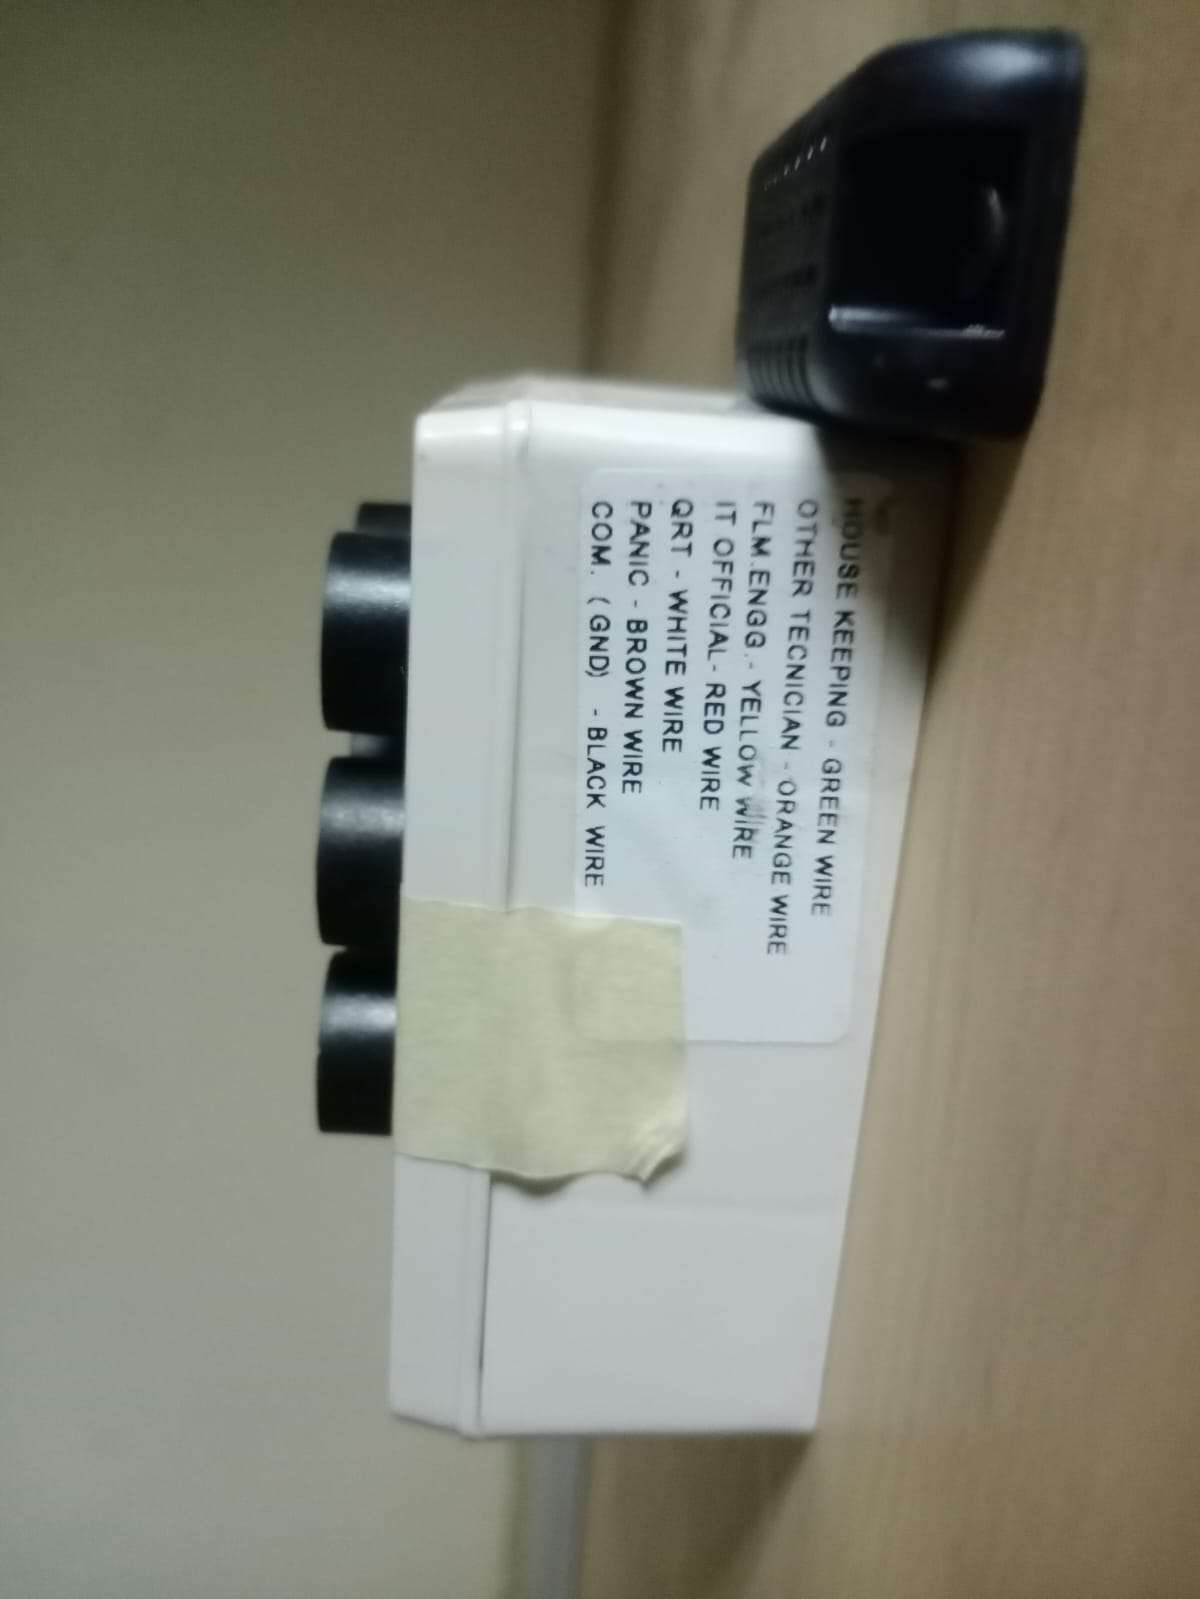 HOUSE KEEPING - GREEN WIRE
OTHER TECNICIAN - ORANGE WIRE
FLM.ENGG.- YELLOW WIRE
IT OFFICIAL- RED WIRE
QRT - WHITE WIRE
PANIC - BROWN WIRE
COM. (GND) - BLACK WIRE